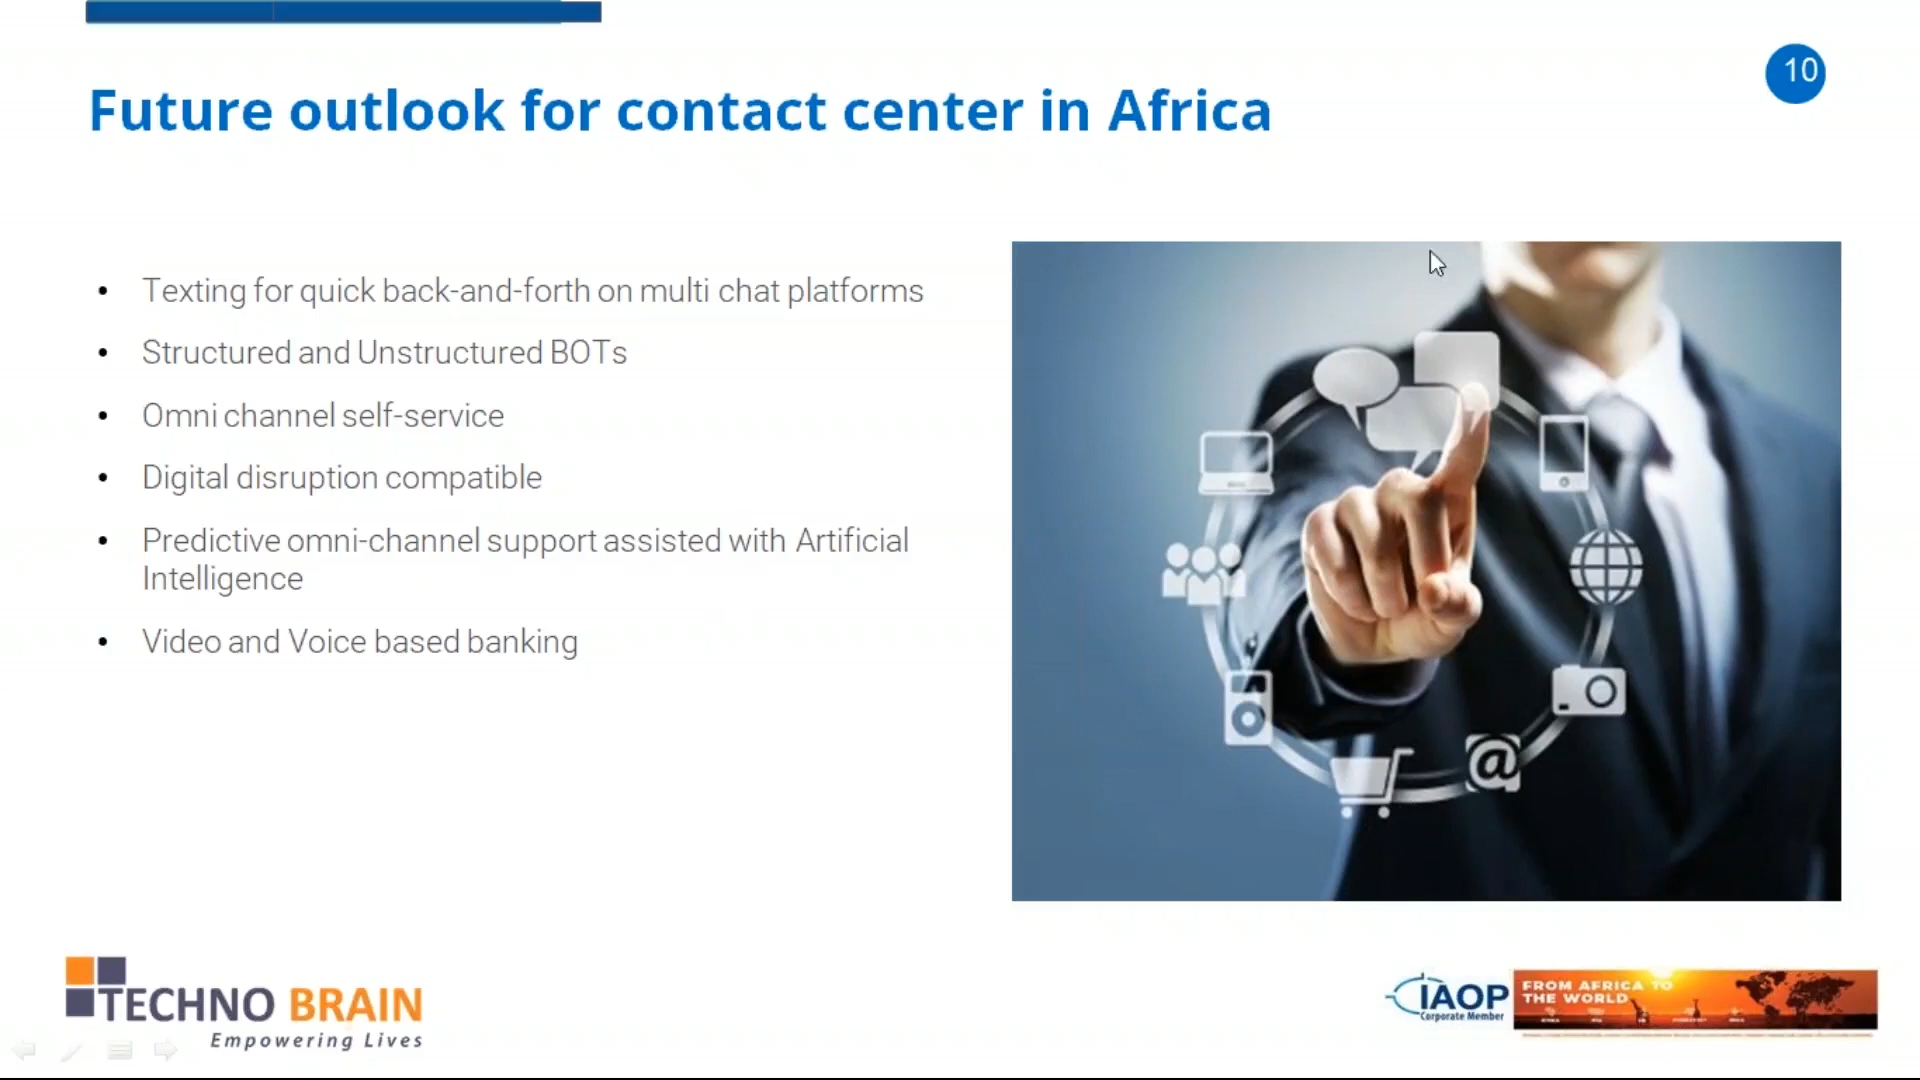 10
Future outlook for contact center in Africa
• Texting for quick back-and-forth on multi chat platforms
• Structured and Unstructured BOTs
• Omni channel self-service
• Digital disruption compatible
• Predictive omni-channel support assisted with Artificial
Intelligence
• Video and Voice based banking
@
TECHNO BRAIN
Empowering Lives
IAOP
Corporate Member
FROM AFRICA TO
THE WORLD